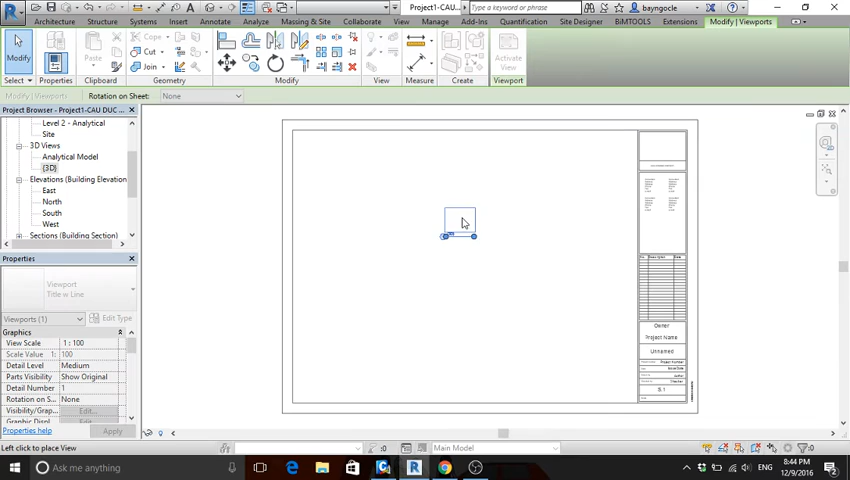 Project1-CAU...
Type a keyword or phrase
bayngocle
Architecture Structure Systems Insert Annotate Analyze Massing & Site Collaborate View Manage Add-Ins Quantification Site Designer BIMTOOLS Extensions Modify | Viewports
Modify
Properties
Paste
Cut
Join
Activate
View
Select
Properties
Clipboard
Geometry
Modify
View
Measure
Create
Viewport
Modify | Viewports
Rotation on Sheet:
None
Project Browser - Project1-CAU DUC ...
Level 2 - Analytical
Site
3D Views
Analytical Model
{3D}
Elevations (Building Elevation
East
North
South
West
Sections (Building Section)
Properties
Viewport
Title w Line
Viewports (1)
Edit Type
Graphics
View Scale 1 : 100
Scale Value 1: 100
Detail Level Medium
Parts Visibility Show Original
Detail Number 1
Rotation on S... None
Visibility/Grap... Edit...
Graphic Displ... Edit...
Properties help
Apply
No. Description Date
Owner
Project Name
Unnamed
Project Number
Issue Date
Author
Checker
S.1
Left click to place View
:0
Main Model
:0
Ask me anything
ENG
8:44 PM
12/9/2016